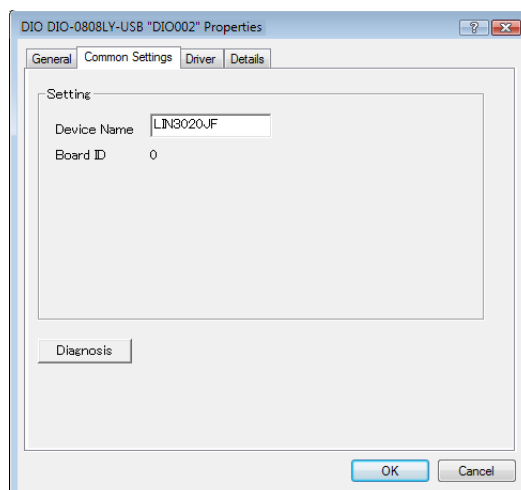 DIO DIO-0808LY-USB "DIO002" Properties
General Common Settings Driver Details
Setting
Device Name LIN3020JF
Board ID 0
Diagnosis
OK Cancel